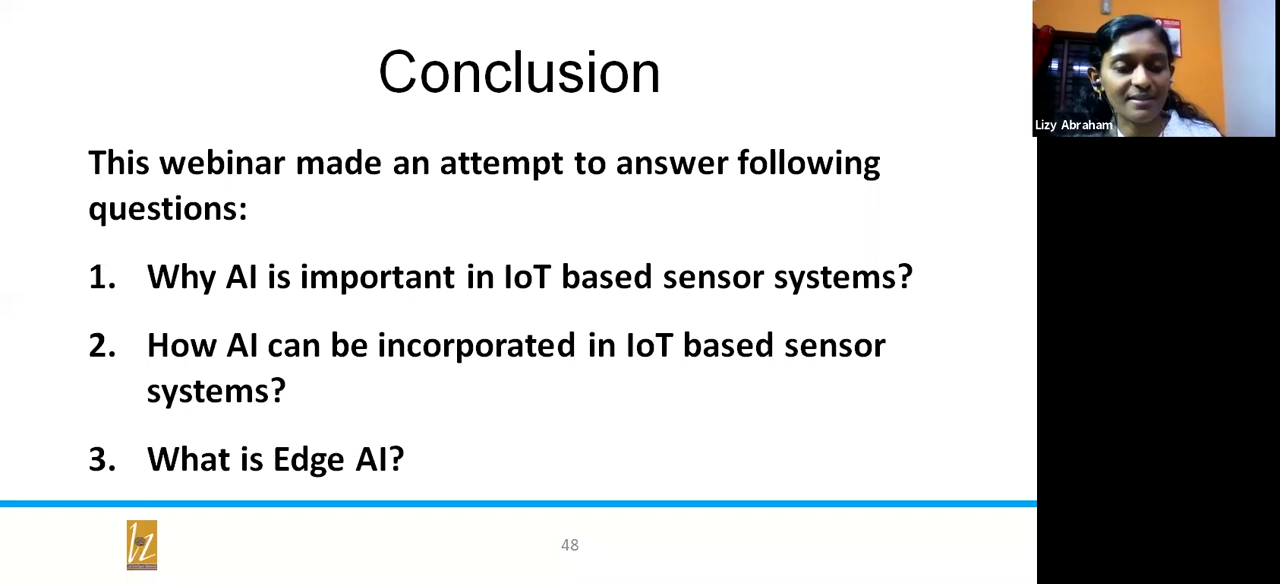 Conclusion
This webinar made an attempt to answer following
questions:
1. Why AI is important in IoT based sensor systems?
2. How AI can be incorporated in IoT based sensor
systems?
3. What is Edge AI?
48
Lizy Abraham